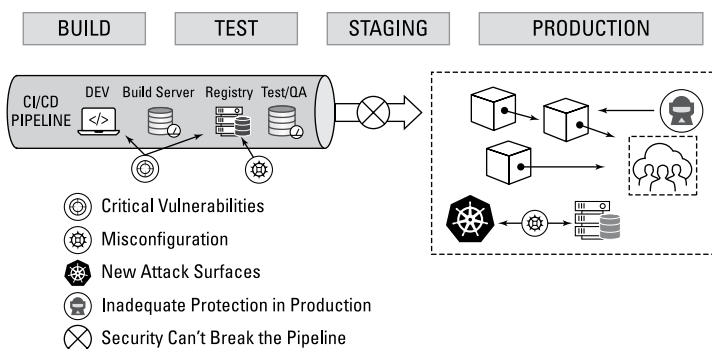 BUILD TEST STAGING PRODUCTION
CI/CD PIPELINE
DEV Build Server Registry Test/QA
</>
Critical Vulnerabilities
Misconfiguration
New Attack Surfaces
Inadequate Protection in Production
Security Can't Break the Pipeline